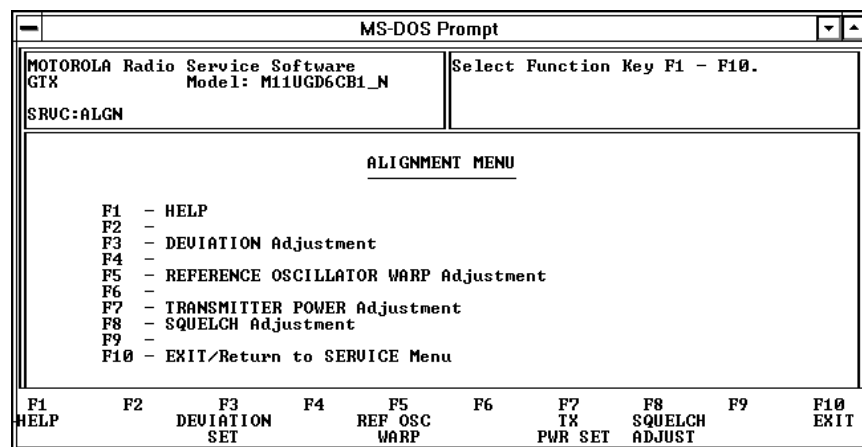 MS-DOS Prompt
MOTOROLA Radio Service Software
GTX Model: M11UGD6CB1_N
SRVC:ALGN
Select Function Key F1 - F10.
ALIGNMENT MENU
F1 - HELP
F2 -
F3 - DEVIATION Adjustment
F4 -
F5 - REFERENCE OSCILLATOR WARP Adjustment
F6 -
F7 - TRANSMITTER POWER Adjustment
F8 - SQUELCH Adjustment
F9 -
F10 - EXIT/Return to SERVICE Menu
F1 F2 F3 F4 F5 F6 F7 F8 F9 F10
HELP DEVIATION REF OSC TX SQUELCH EXIT
SET WARP PWR SET ADJUST